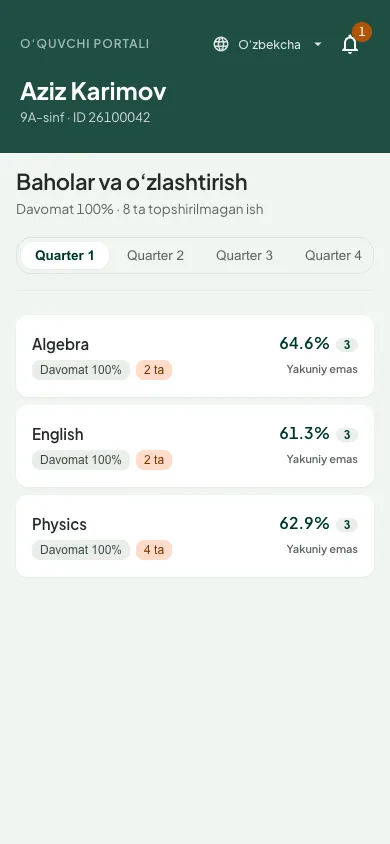 O‘QUVCHI PORTALI
O‘zbekcha
1
Aziz Karimov
9A-sinf · ID 26100042
Baholar va o‘zlashtirish
Davomat 100% · 8 ta topshirilmagan ish
Quarter 1 Quarter 2 Quarter 3 Quarter 4
Algebra 64.6% 3
Davomat 100% 2 ta Yakuniy emas
English 61.3% 3
Davomat 100% 2 ta Yakuniy emas
Physics 62.9% 3
Davomat 100% 4 ta Yakuniy emas